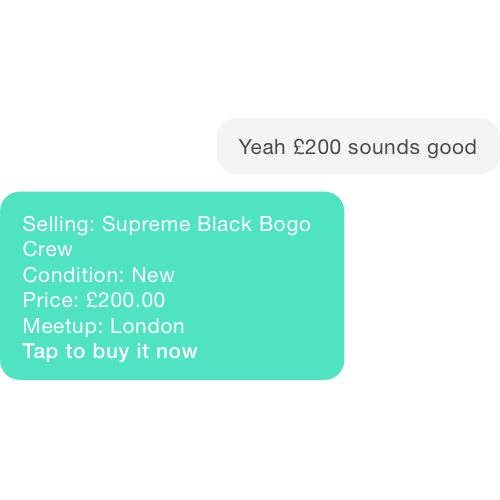 Yeah £200 sounds good
Selling: Supreme Black Bogo
Crew
Condition: New
Price: £200.00
Meetup: London
Tap to buy it now